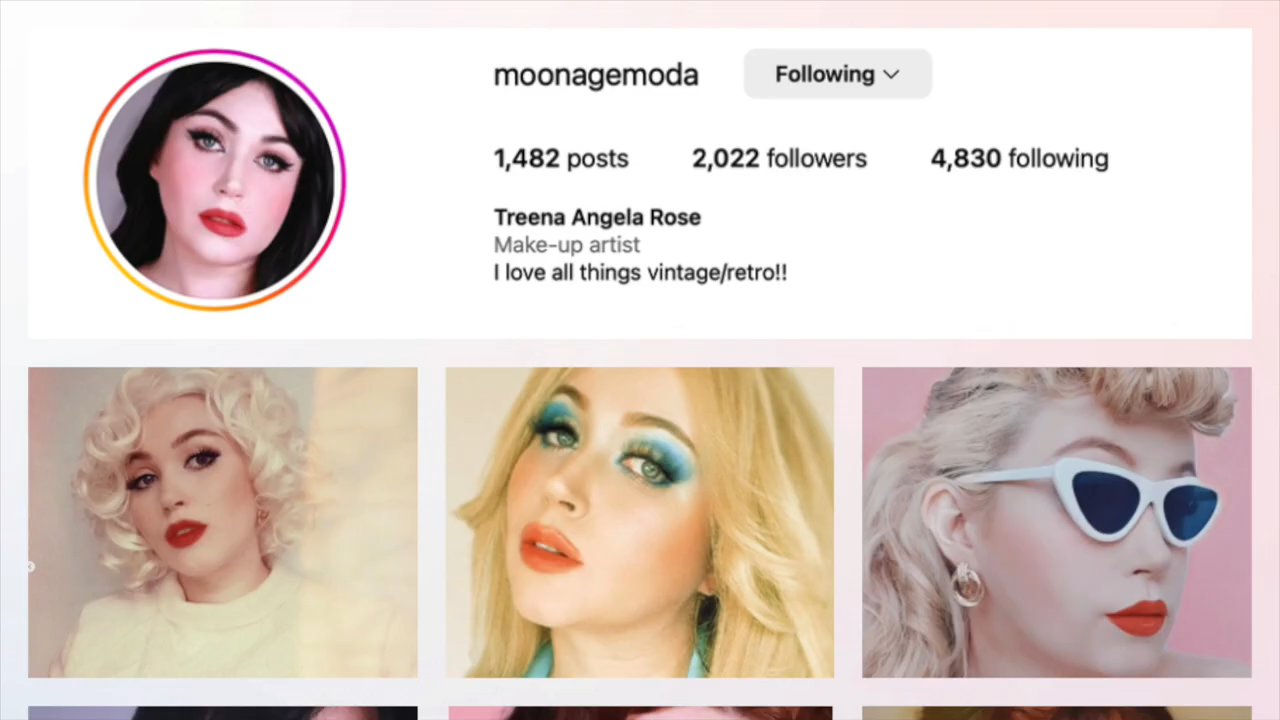 moonagemoda Following
1,482 posts 2,022 followers 4,830 following
Treena Angela Rose
Make-up artist
I love all things vintage/retro!!